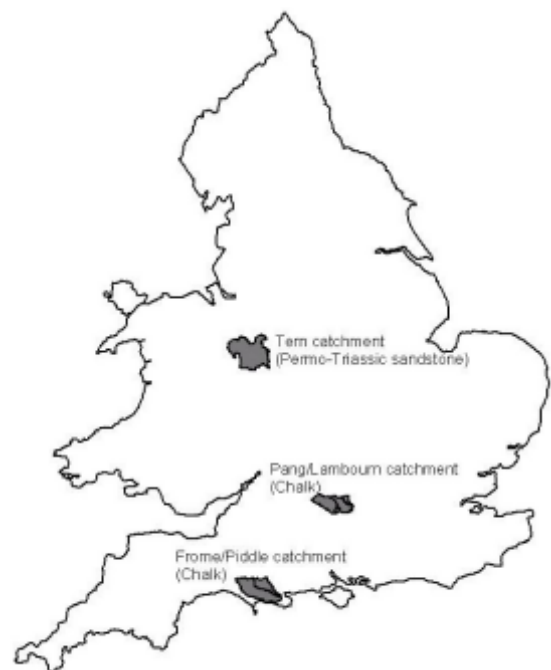 Tern catchment
(Permo-Triassic sandstone)
Pang/Lambourn catchment
(Chalk)
Frome/Piddle catchment
(Chalk)